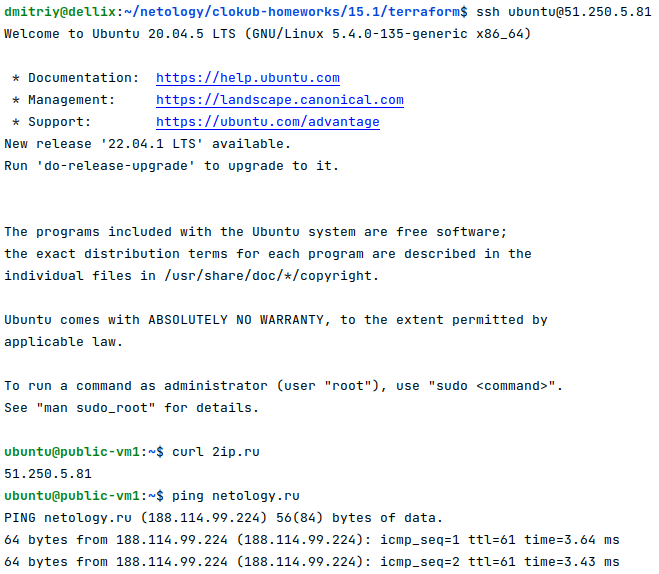 dmitriy@dellix:~/netology/clokub-homeworks/15.1/terraform$ ssh ubuntu@51.250.5.81
Welcome to Ubuntu 20.04.5 LTS (GNU/Linux 5.4.0-135-generic x86_64)
* Documentation:  https://help.ubuntu.com
* Management:     https://landscape.canonical.com
* Support:        https://ubuntu.com/advantage
New release '22.04.1 LTS' available.
Run 'do-release-upgrade' to upgrade to it.
The programs included with the Ubuntu system are free software;
the exact distribution terms for each program are described in the
individual files in /usr/share/doc/*/copyright.
Ubuntu comes with ABSOLUTELY NO WARRANTY, to the extent permitted by
applicable law.
To run a command as administrator (user "root"), use "sudo <command>".
See "man sudo_root" for details.
ubuntu@public-vm1:~$ curl 2ip.ru
51.250.5.81
ubuntu@public-vm1:~$ ping netology.ru
PING netology.ru (188.114.99.224) 56(84) bytes of data.
64 bytes from 188.114.99.224 (188.114.99.224): icmp_seq=1 ttl=61 time=3.64 ms
64 bytes from 188.114.99.224 (188.114.99.224): icmp_seq=2 ttl=61 time=3.43 ms